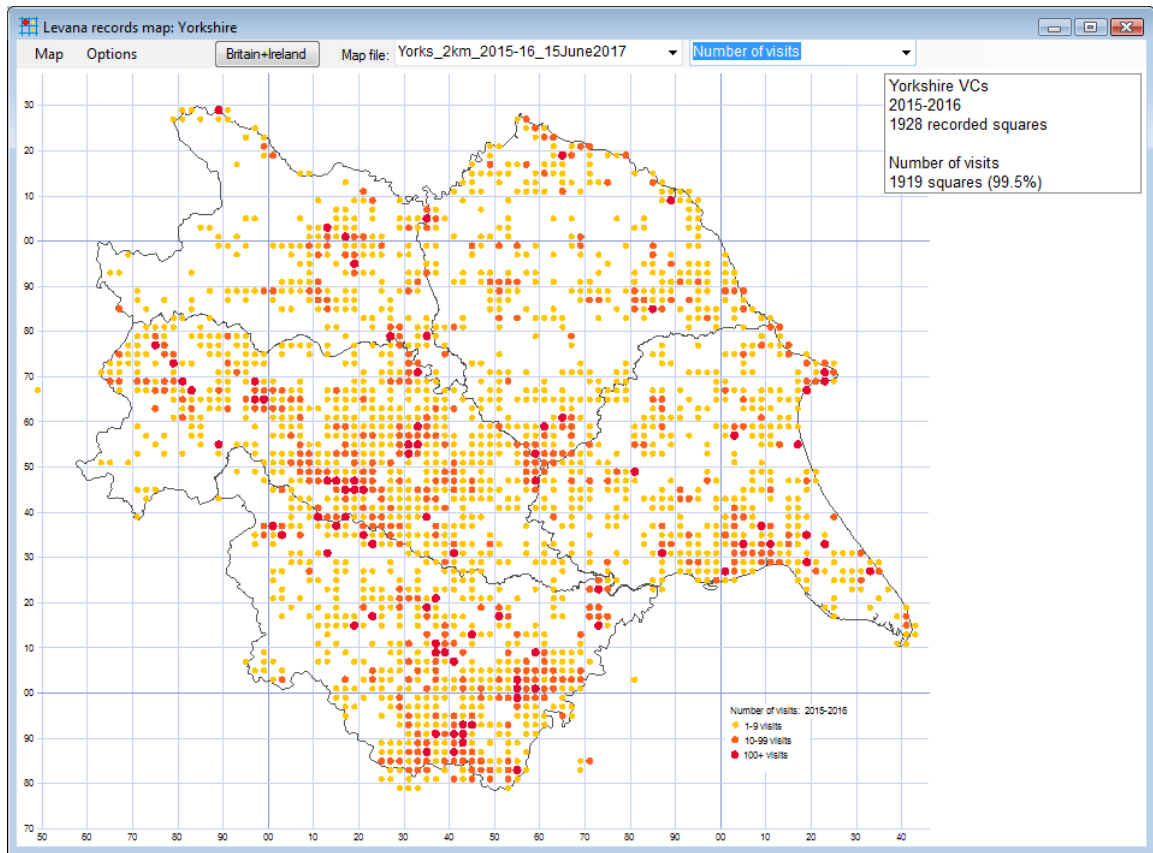 Levana records map: Yorkshire
Map Options Britain+Ireland Map file: Yorks_2km_2015-16_15June2017 Number of visits
Yorkshire VCs
2015-2016
1928 recorded squares
Number of visits
1919 squares (99.5%)
30
20
10
00
90
80
70
60
50
40
30
20
10
00
90
80
70
Number of visits: 2015-2016
1-9 visits
10-99 visits
100+ visits
50 60 70 80 90 00 10 20 30 40 50 60 70 80 90 00 10 20 30 40